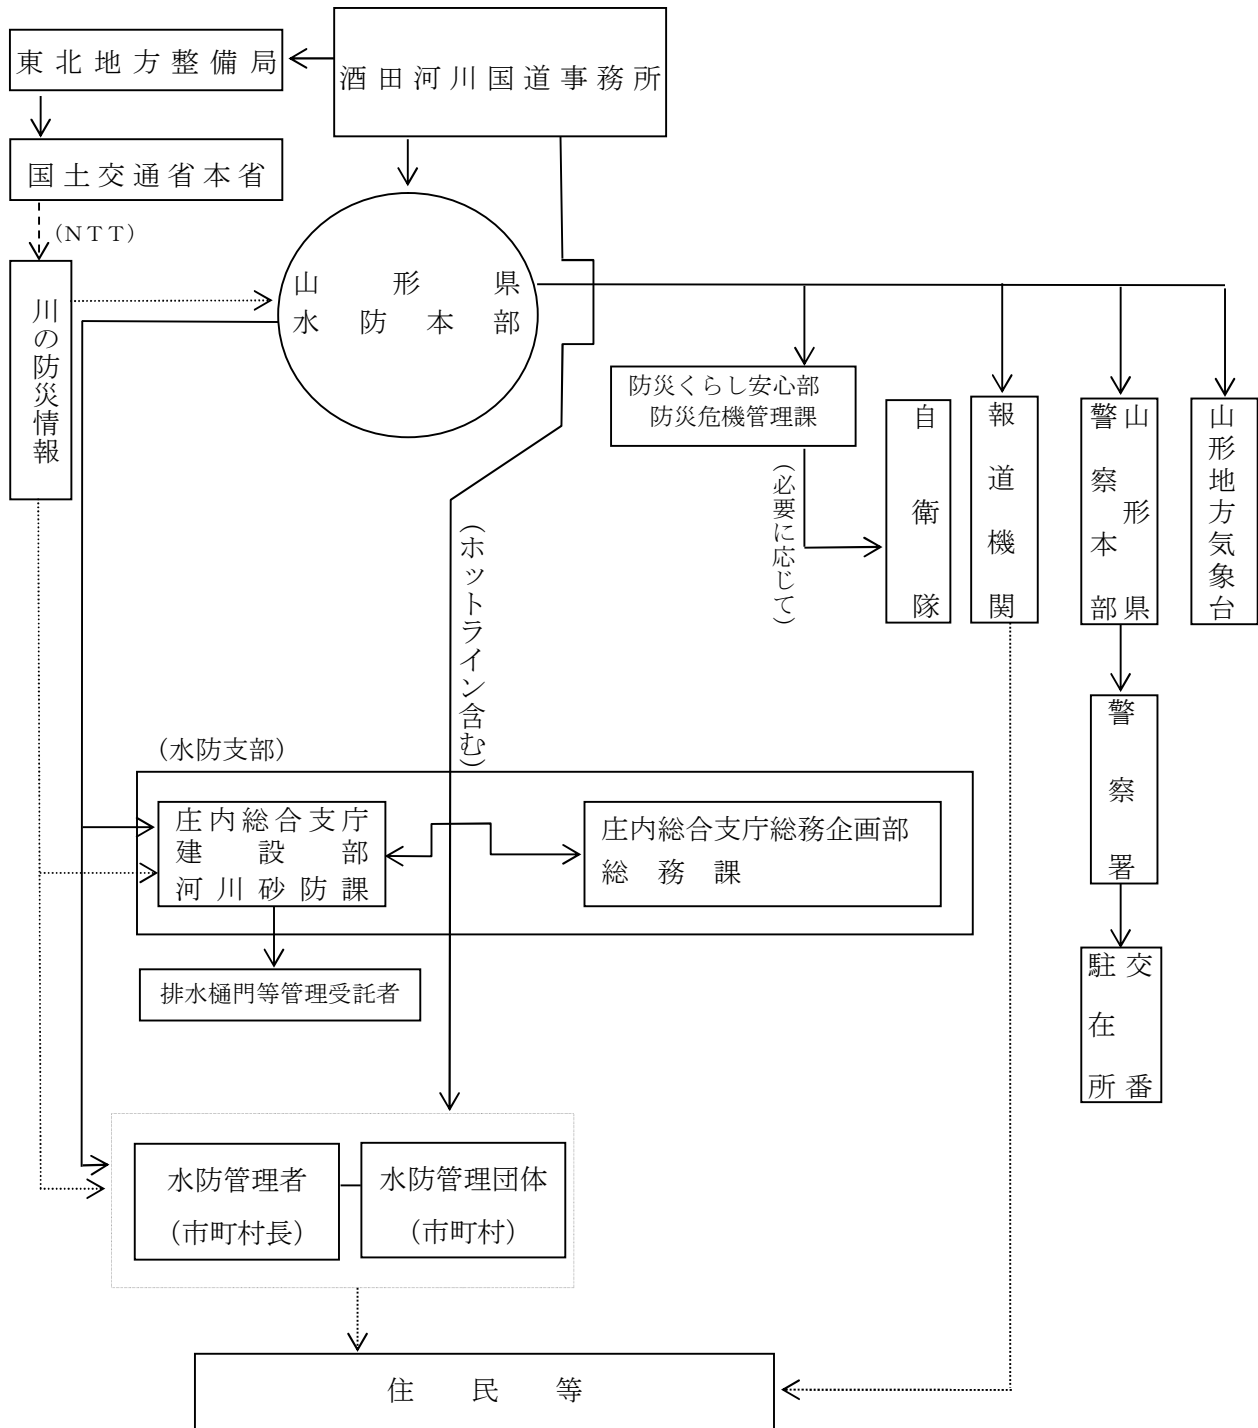 東北地方整備局
酒田河川国道事務所
国土交通省本省
（ＮＴＴ）
川の防災情報
山形県
水防本部
防災くらし安心部
防災危機管理課
（必要に応じて）
自衛隊
報道機関
山形県
警察本部
山形地方気象台
（ホットライン含む）
警察署
交番
駐在所
（水防支部）
庄内総合支庁
建設部
河川砂防課
庄内総合支庁総務企画部
総務課
排水樋門等管理受託者
水防管理者
（市町村長）
水防管理団体
（市町村）
住民等